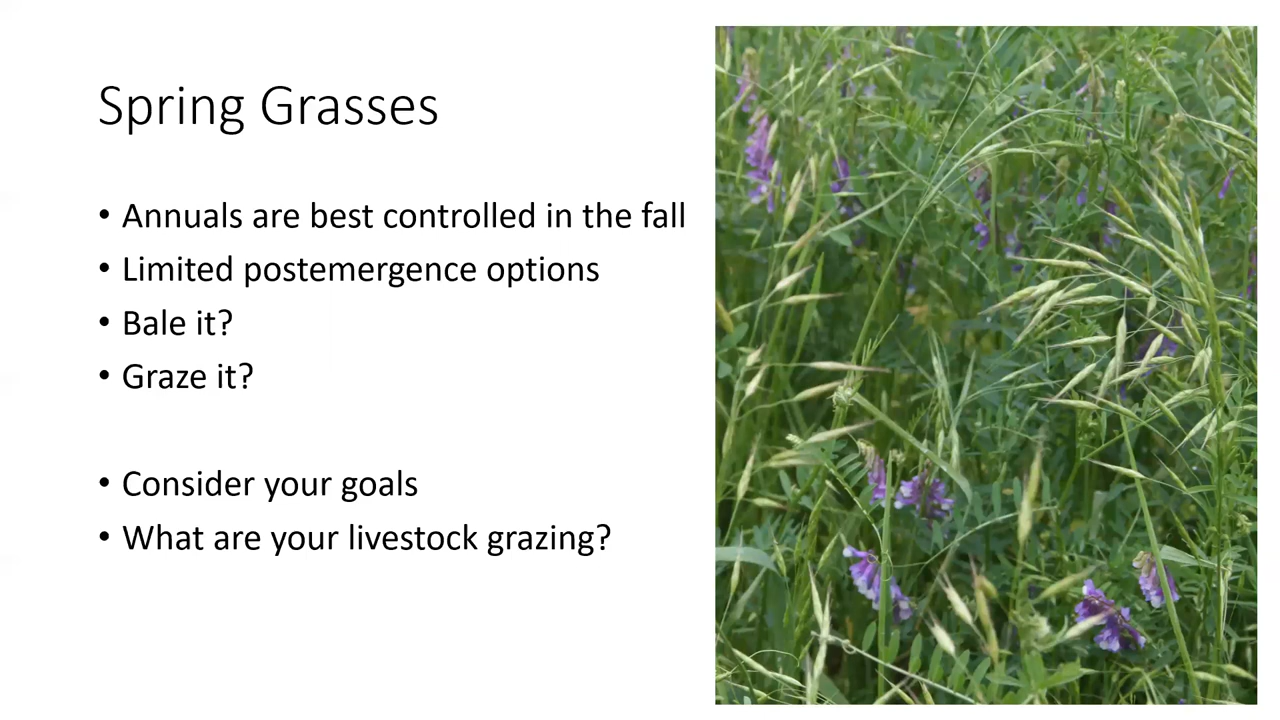 Spring Grasses
• Annuals are best controlled in the fall
• Limited postemergence options
• Bale it?
• Graze it?
• Consider your goals
• What are your livestock grazing?